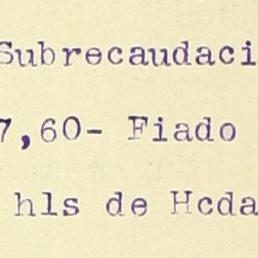 Subrecaudaci
7,60- Fiado
hls de Hcda